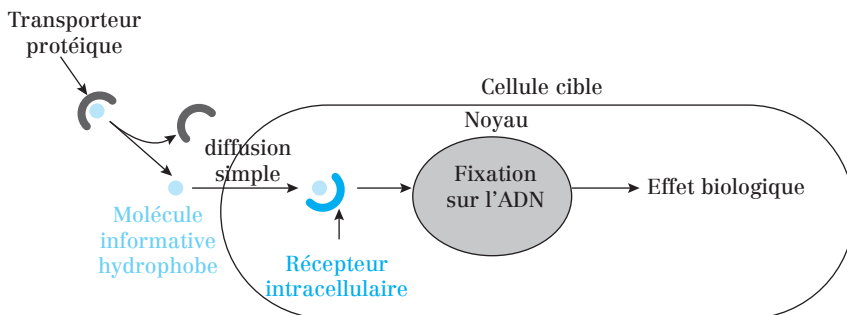 Transporteur
protéique
Cellule cible
Noyau
diffusion
simple
Fixation
sur l'ADN
Effet biologique
Molécule
informative
hydrophobe
Récepteur
intracellulaire